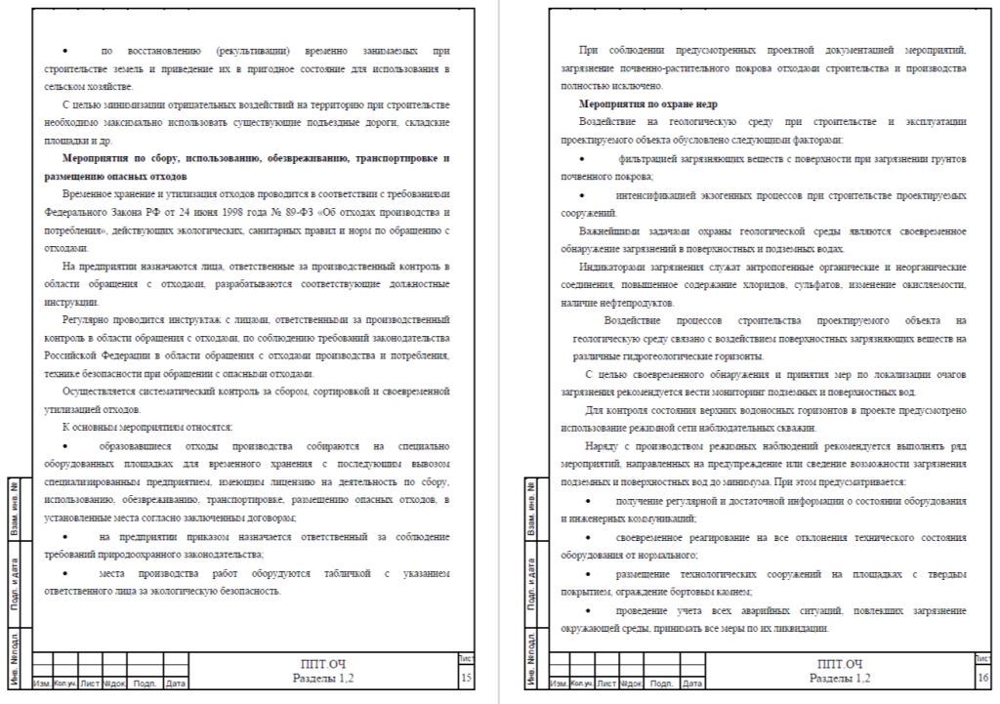 • по восстановлению (рекультивации) временно занимаемых при
строительстве земель и приведение их в пригодное состояние для использования в
сельском хозяйстве.
С целью минимизации отрицательных воздействий на территорию при строительстве
необходимо максимально использовать существующие подъездные дороги, складские
площадки и др.
Мероприятия по сбору, использованию, обезвреживанию, транспортировке и
размещению опасных отходов
Временное хранение и утилизация отходов проводится в соответствии с требованиями
Федерального Закона РФ от 24 июня 1998 года № 89-ФЗ «Об отходах производства и
потребления», действующих экологических, санитарных правил и норм по обращению с
отходами.
На предприятии назначаются лица, ответственные за производственный контроль в
области обращения с отходами, разрабатываются соответствующие должностные
инструкции.
Регулярно проводится инструктаж с лицами, ответственными за производственный
контроль в области обращения с отходами, по соблюдению требований законодательства
Российской Федерации в области обращения с отходами производства и потребления,
технике безопасности при обращении с опасными отходами.
Осуществляется систематический контроль за сбором, сортировкой и своевременной
утилизацией отходов.
К основным мероприятиям относятся:
• образовавшиеся отходы производства собираются на специально
оборудованных площадках для временного хранения с последующим вывозом
специализированным предприятием, имеющим лицензию на деятельность по сбору,
использованию, обезвреживанию, транспортировке, размещению опасных отходов, в
установленные места согласно заключенным договорам;
• на предприятии приказом назначается ответственный за соблюдение
требований природоохранного законодательства;
• места производства работ оборудуются табличкой с указанием
ответственного лица за экологическую безопасность.
Взам. инв. №
Подп. и дата
Инв. №подл.
Изм. Кол.уч. Лист №док. Подп. Дата
ППТ.ОЧ
Разделы 1,2
Лист
15
При соблюдении предусмотренных проектной документацией мероприятий,
загрязнение почвенно-растительного покрова отходами строительства и производства
полностью исключено.
Мероприятия по охране недр
Воздействие на геологическую среду при строительстве и эксплуатации
проектируемого объекта обусловлено следующими факторами:
• фильтрацией загрязняющих веществ с поверхности при загрязнении грунтов
почвенного покрова;
• интенсификацией экзогенных процессов при строительстве проектируемых
сооружений.
Важнейшими задачами охраны геологической среды являются своевременное
обнаружение загрязнений в поверхностных и подземных водах.
Индикаторами загрязнения служат антропогенные органические и неорганические
соединения, повышенное содержание хлоридов, сульфатов, изменение окисляемости,
наличие нефтепродуктов.
Воздействие процессов строительства проектируемого объекта на
геологическую среду связано с воздействием поверхностных загрязняющих веществ на
различные гидрогеологические горизонты.
С целью своевременного обнаружения и принятия мер по локализации очагов
загрязнения рекомендуется вести мониторинг подземных и поверхностных вод.
Для контроля состояния верхних водоносных горизонтов в проекте предусмотрено
использование режимной сети наблюдательных скважин.
Наряду с производством режимных наблюдений рекомендуется выполнять ряд
мероприятий, направленных на предупреждение или сведение возможности загрязнения
подземных и поверхностных вод до минимума. При этом предусматривается:
• получение регулярной и достаточной информации о состоянии оборудования
и инженерных коммуникаций;
• своевременное реагирование на все отклонения технического состояния
оборудования от нормального;
• размещение технологических сооружений на площадках с твердым
покрытием, ограждение бортовым камнем;
• проведение учета всех аварийных ситуаций, повлекших загрязнение
окружающей среды, принимать все меры по их ликвидации.
Взам. инв. №
Подп. и дата
Инв. №подл.
Изм. Кол.уч. Лист №док. Подп. Дата
ППТ.ОЧ
Разделы 1,2
Лист
16